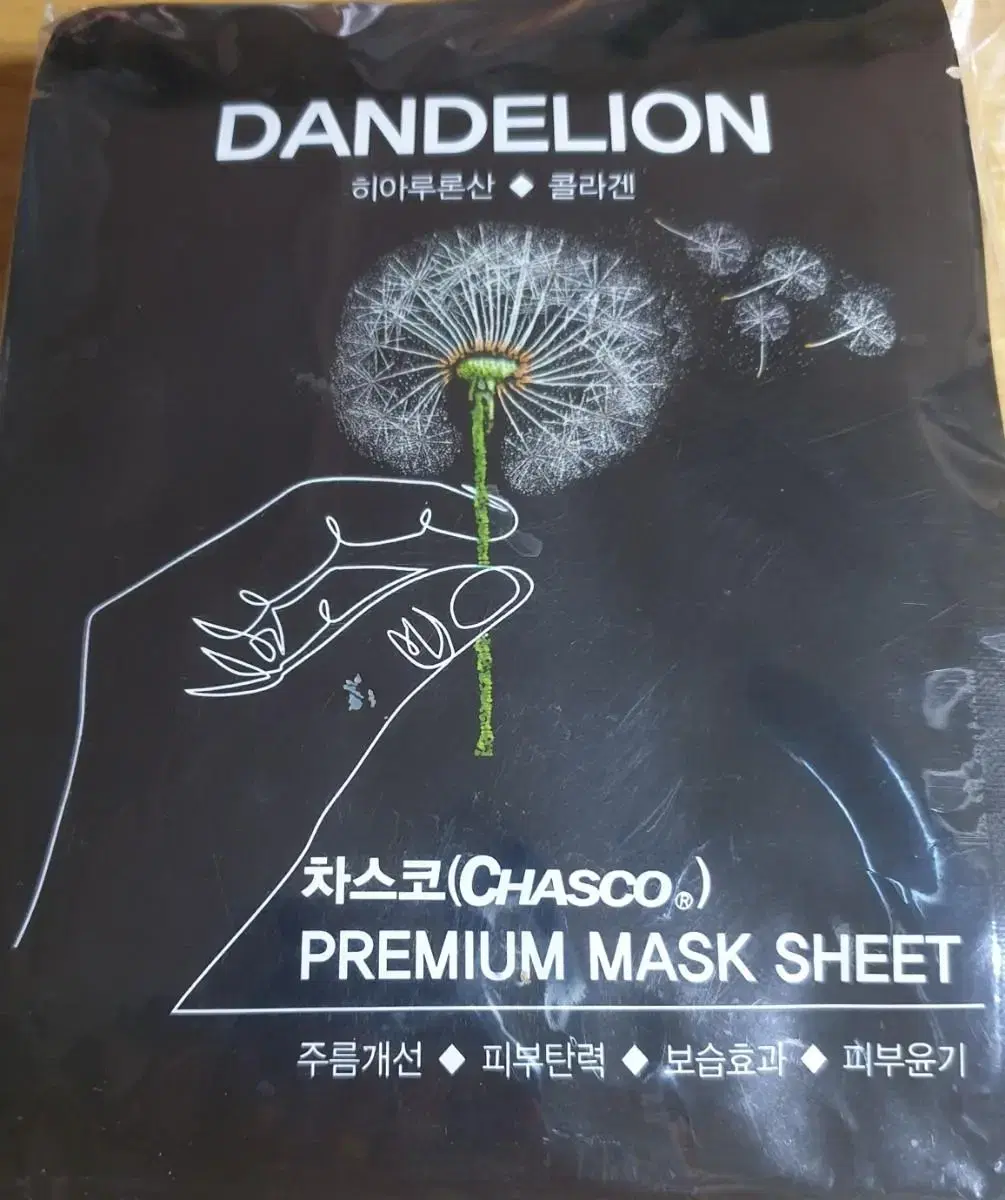 DANDELION
히아루론산 ◆ 콜라겐
차스코(CHASCO®)
PREMIUM MASK SHEET
주름개선 ◆ 피부탄력 ◆ 보습효과 ◆ 피부윤기